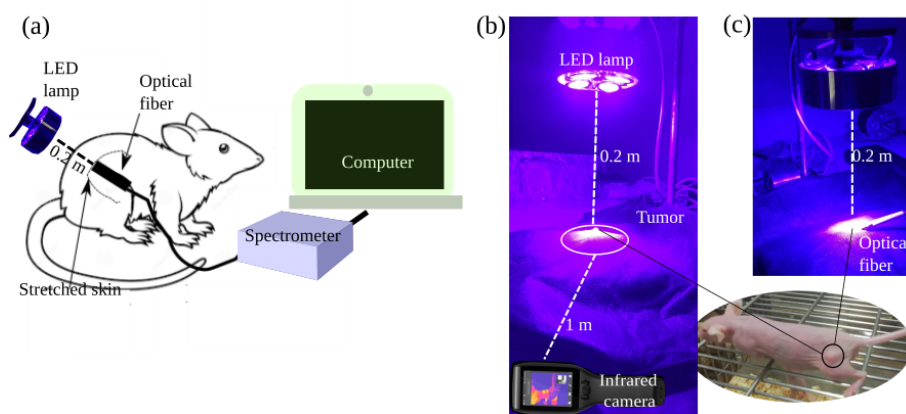 (a)
LED
lamp
Optical
fiber
0.2 m
Computer
Spectrometer
Stretched skin
(b)
LED lamp
0.2 m
Tumor
1 m
Infrared
camera
(c)
0.2 m
Optical
fiber